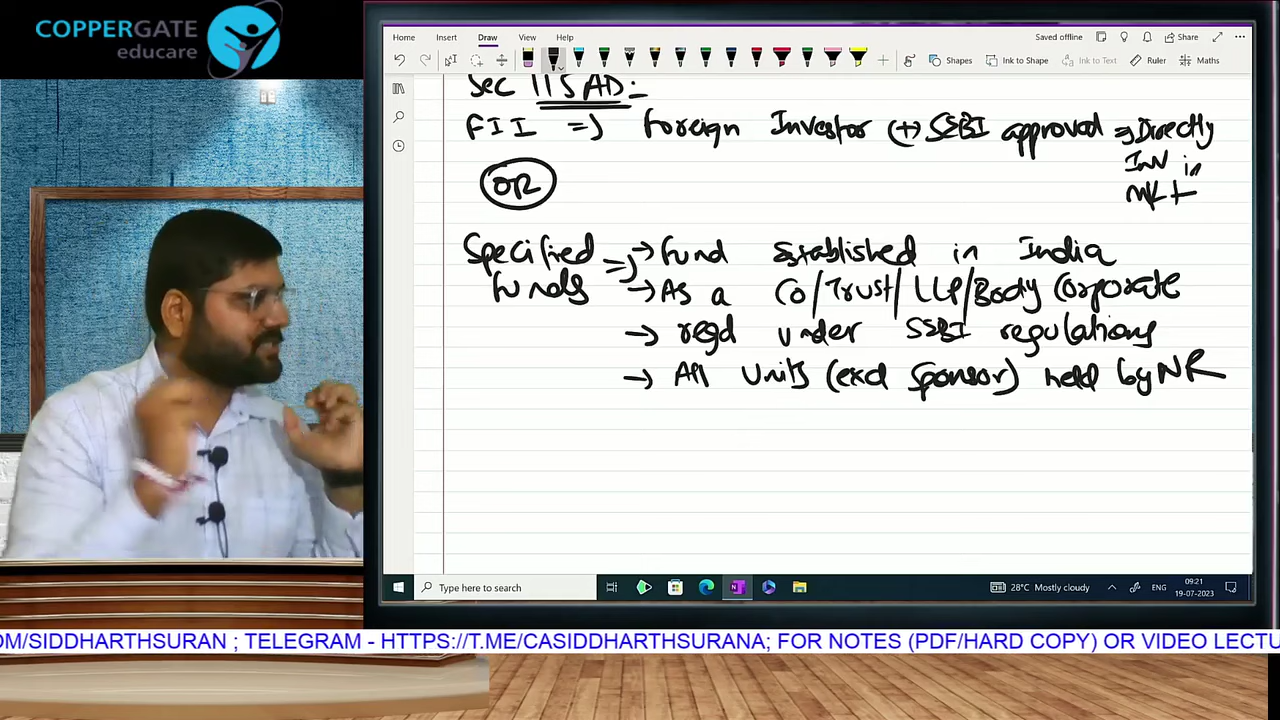 COPPERGATE
educare
Home Insert Draw View Help
Saved offline
Share
Shapes
Ink to Shape
Ink to Text
Ruler
Maths
Sec 115AD:-
FII => Foreign Investor (+) SEBI approved => Directly
Inv in
Mkt
OR
Specified
funds
=> → Fund established in India
→ As a Co/Trust/LLP/Body Corporate
→ regd under SEBI regulations
→ All Units (excl Sponsor) held by NR
Type here to search
28°C Mostly cloudy
ENG
09:21
19-07-2023
OM/SIDDHARTHSURAN ; TELEGRAM - HTTPS://T.ME/CASIDDHARTHSURANA; FOR NOTES (PDF/HARD COPY) OR VIDEO LECTU